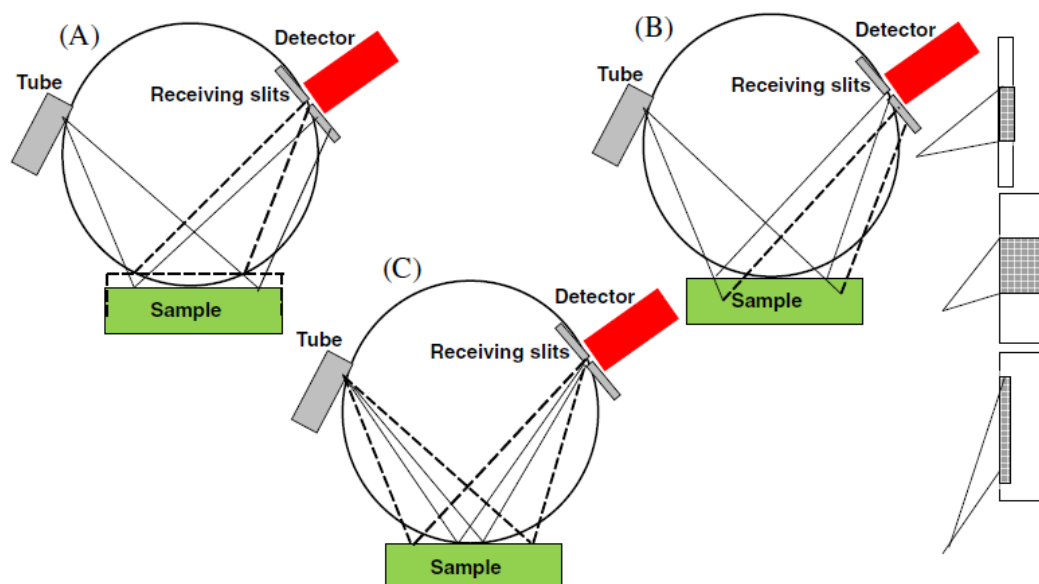 (A)
Detector
Tube
Receiving slits
Sample
(B)
Detector
Tube
Receiving slits
Sample
(C)
Detector
Tube
Receiving slits
Sample